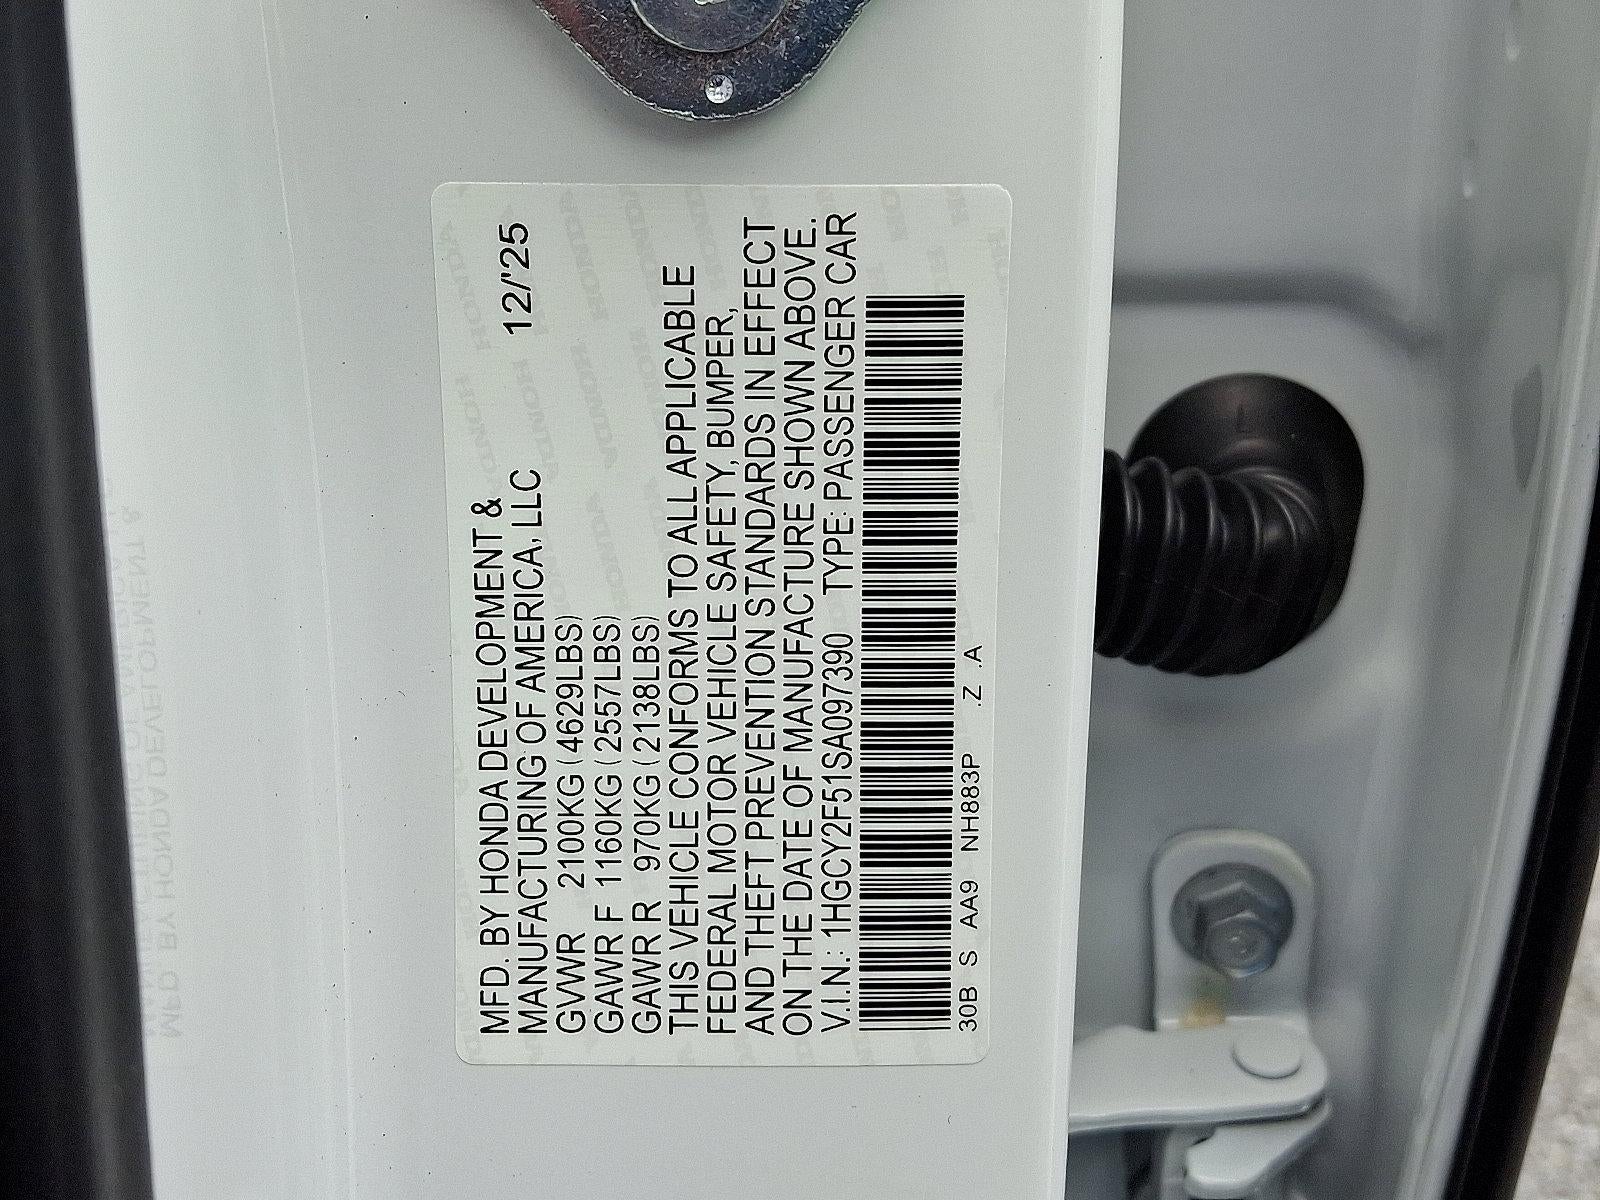 MFD. BY HONDA DEVELOPMENT &
MANUFACTURING OF AMERICA, LLC 12/'25
GVWR 2100KG (4629LBS)
GAWR F 1160KG (2557LBS)
GAWR R 970KG (2138LBS)
THIS VEHICLE CONFORMS TO ALL APPLICABLE
FEDERAL MOTOR VEHICLE SAFETY, BUMPER,
AND THEFT PREVENTION STANDARDS IN EFFECT
ON THE DATE OF MANUFACTURE SHOWN ABOVE.
V.I.N.: 1HGCY2F51SA097390 TYPE: PASSENGER CAR
30B S AA9 NH883P .Z .A